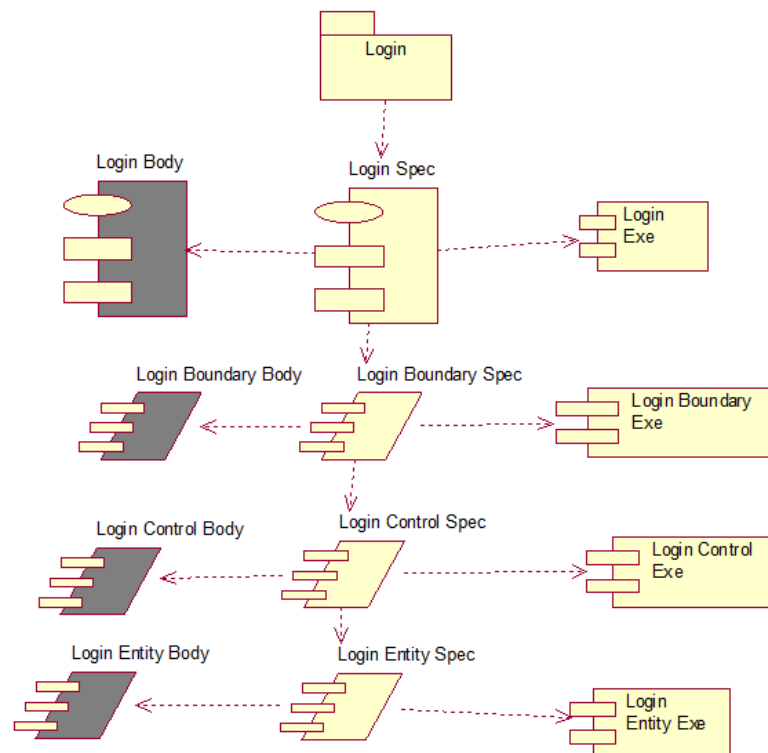 Login
Login Body
Login Spec
Login
Exe
Login Boundary Body
Login Boundary Spec
Login Boundary
Exe
Login Control Body
Login Control Spec
Login Control
Exe
Login Entity Body
Login Entity Spec
Login
Entity Exe